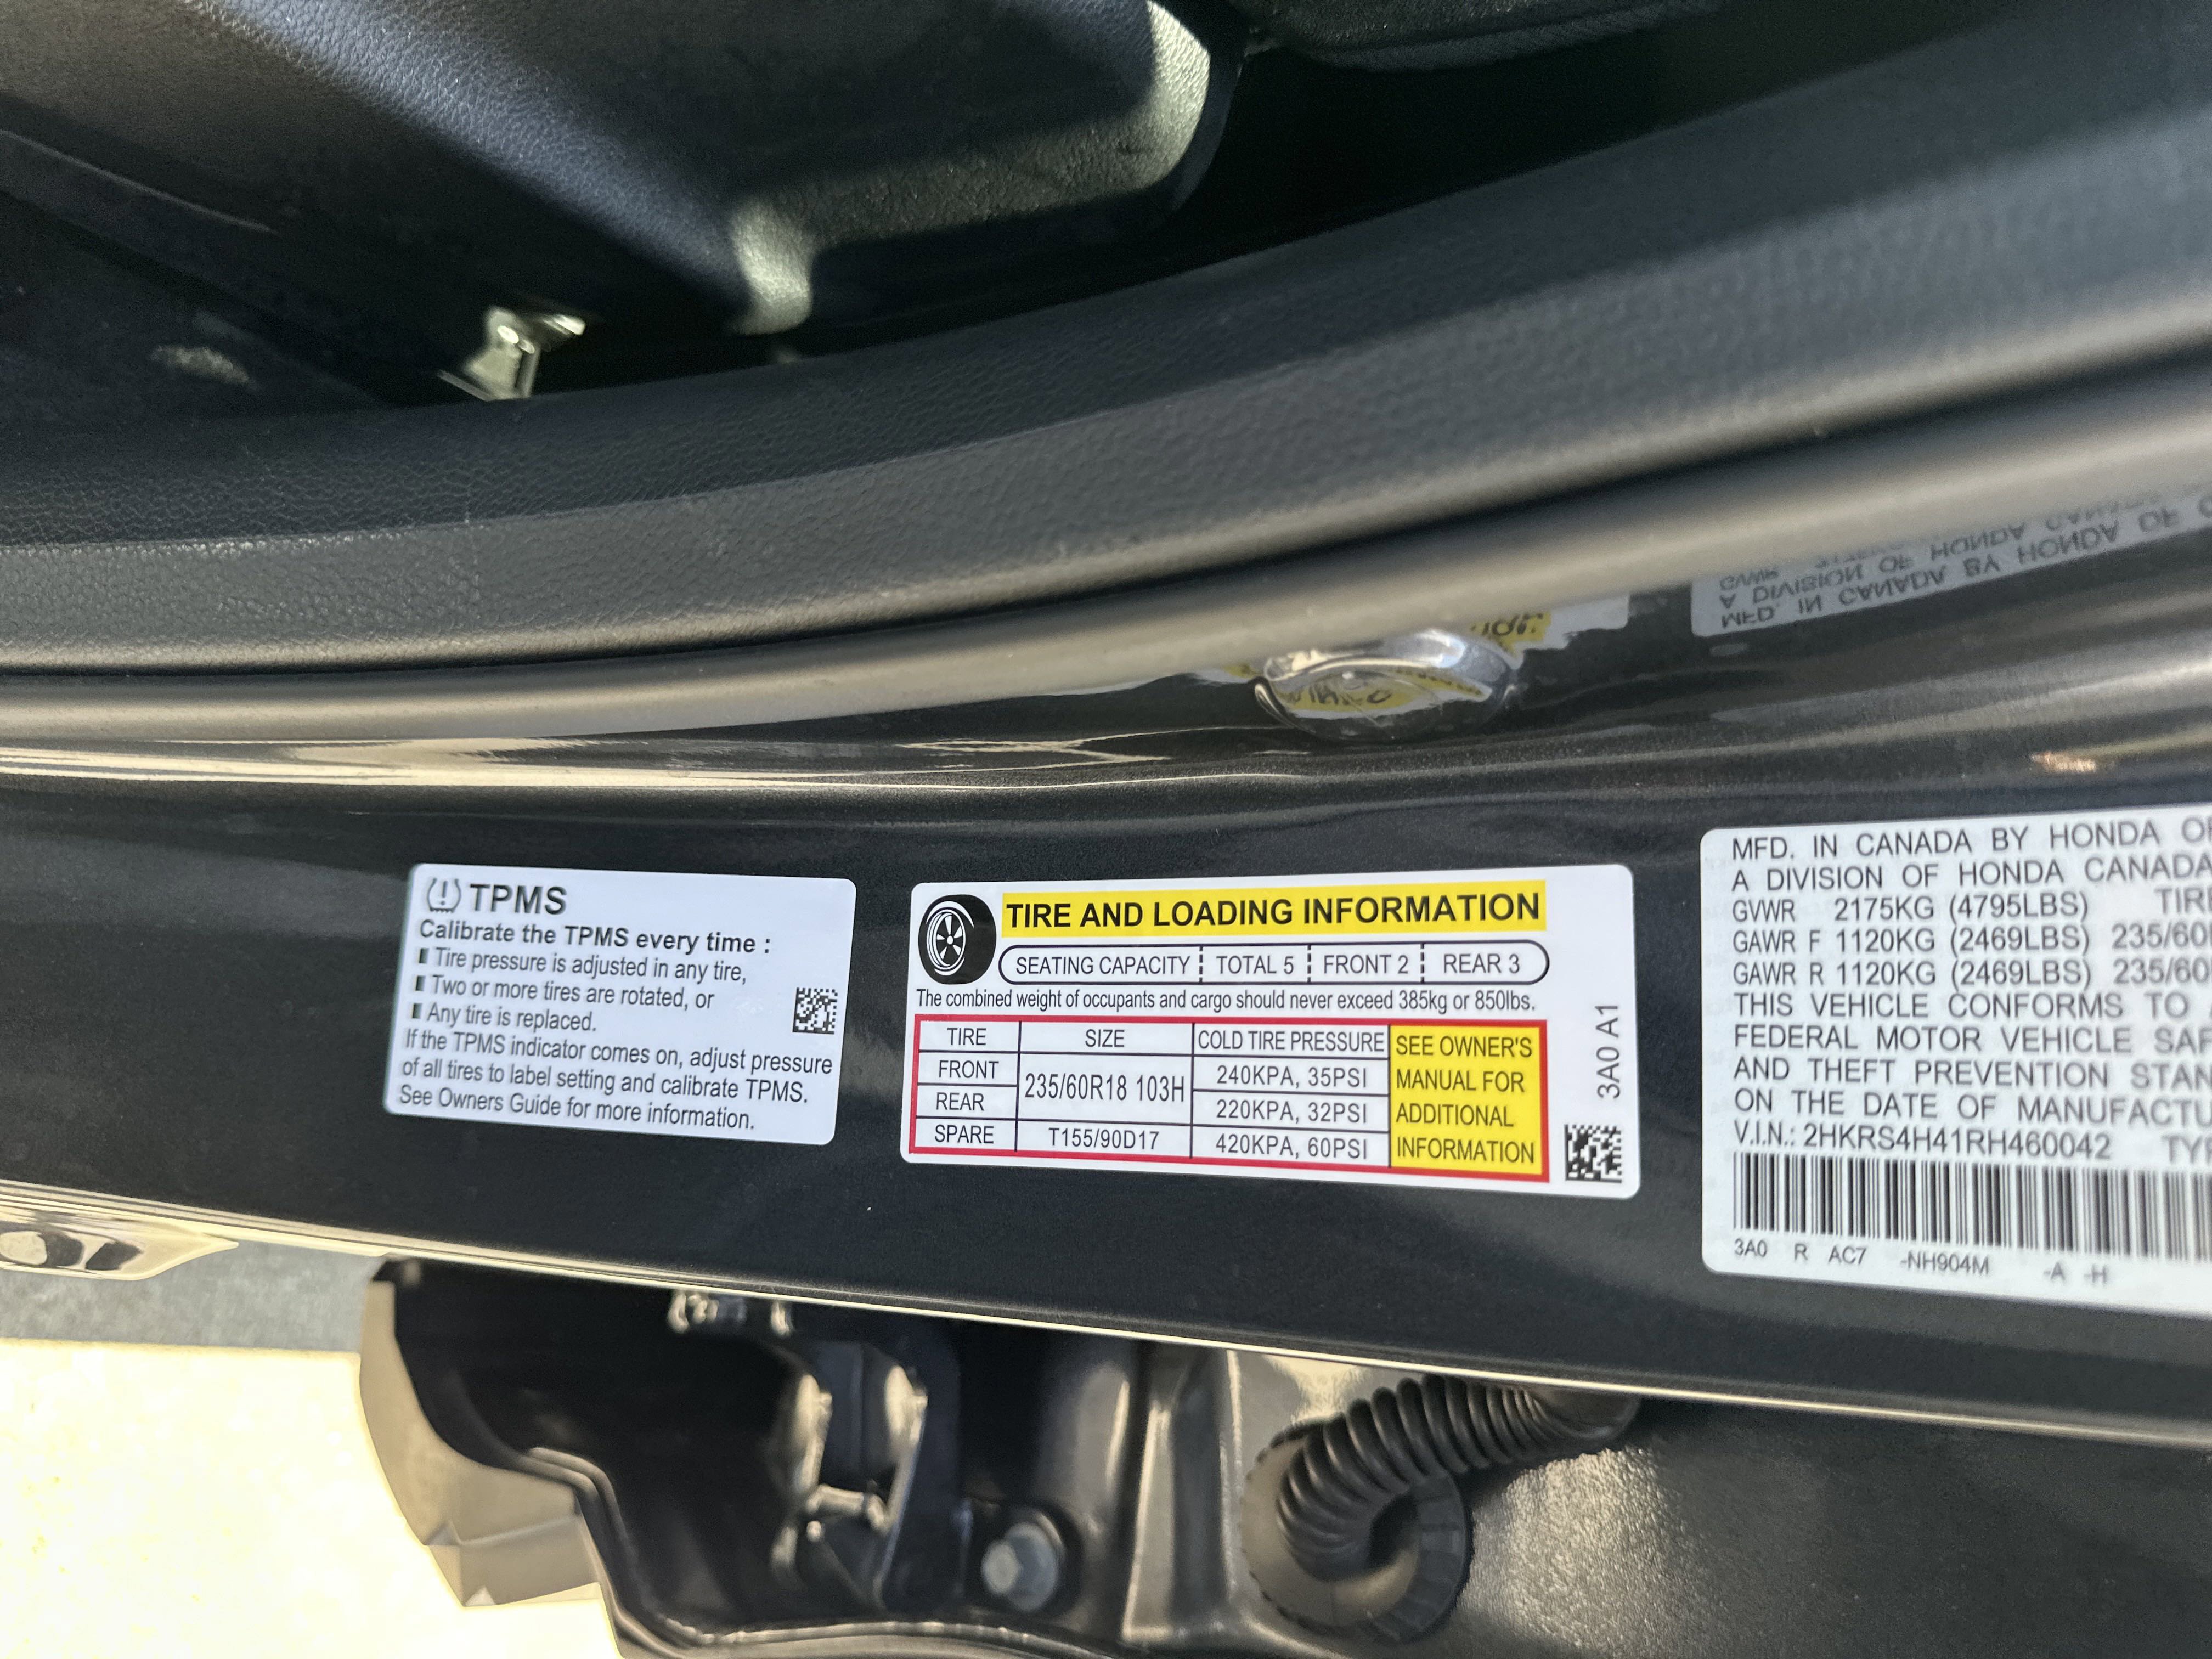 TPMS
Calibrate the TPMS every time :
Tire pressure is adjusted in any tire,
Two or more tires are rotated, or
Any tire is replaced.
If the TPMS indicator comes on, adjust pressure
of all tires to label setting and calibrate TPMS.
See Owners Guide for more information.
TIRE AND LOADING INFORMATION
SEATING CAPACITY TOTAL 5 FRONT 2 REAR 3
The combined weight of occupants and cargo should never exceed 385kg or 850lbs.
TIRE SIZE COLD TIRE PRESSURE
FRONT 235/60R18 103H 240KPA, 35PSI
REAR 220KPA, 32PSI
SPARE T155/90D17 420KPA, 60PSI
SEE OWNER'S
MANUAL FOR
ADDITIONAL
INFORMATION
3A0 A1
MFD. IN CANADA BY HONDA
A DIVISION OF HONDA CANADA
GVWR 2175KG (4795LBS)
GAWR F 1120KG (2469LBS) 235/60
GAWR R 1120KG (2469LBS) 235/60
THIS VEHICLE CONFORMS TO
FEDERAL MOTOR VEHICLE
AND THEFT PREVENTION
ON THE DATE OF
V.I.N.: 2HKRS4H41RH460042
3A0 R AC7 -NH904M -A -H